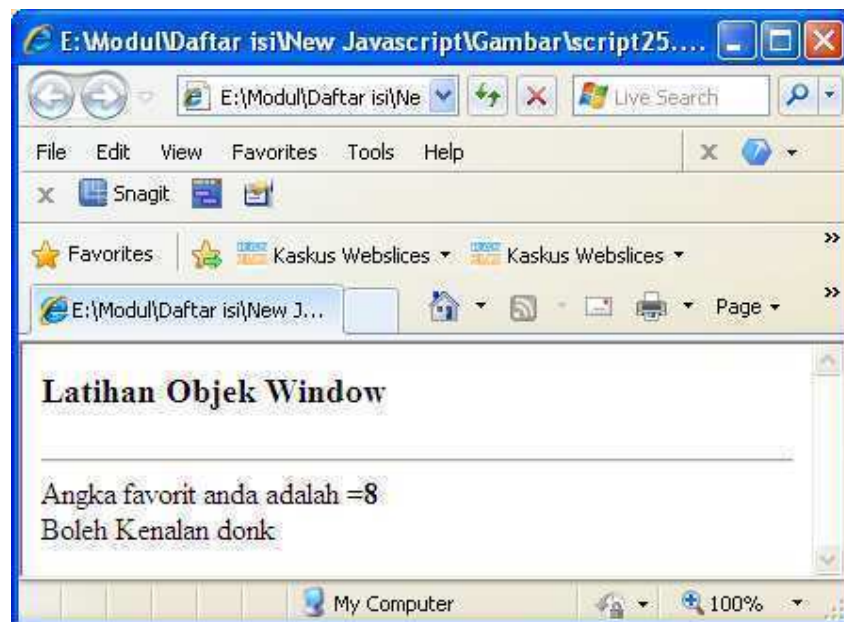 E:\Modul\Daftar isi\New Javascript\Gambar\script25....
E:\Modul\Daftar isi\Ne
Live Search
File Edit View Favorites Tools Help
x
x Snagit
Favorites Kaskus Webslices Kaskus Webslices »
E:\Modul\Daftar isi\New J... Page »
Latihan Objek Window
Angka favorit anda adalah =8
Boleh Kenalan donk
My Computer 100%